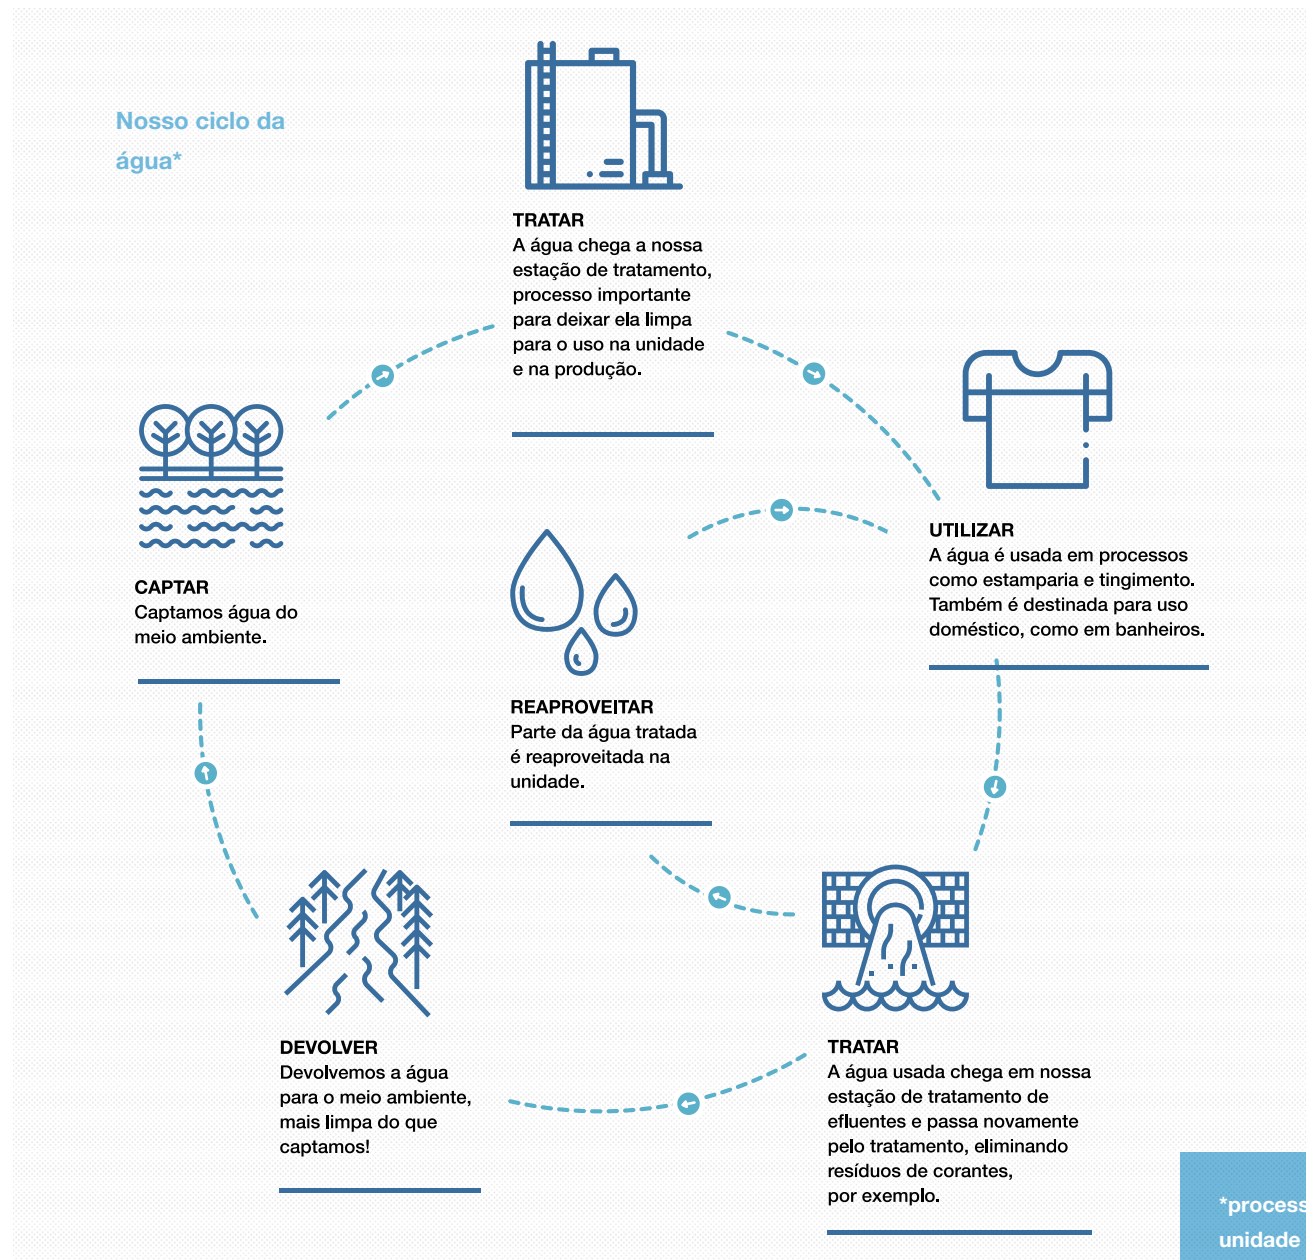 Nosso ciclo da
água*
TRATAR
A água chega a nossa
estação de tratamento,
processo importante
para deixar ela limpa
para o uso na unidade
e na produção.
UTILIZAR
A água é usada em processos
como estamparia e tingimento.
Também é destinada para uso
doméstico, como em banheiros.
CAPTAR
Captamos água do
meio ambiente.
REAPROVEITAR
Parte da água tratada
é reaproveitada na
unidade.
DEVOLVER
Devolvemos a água
para o meio ambiente,
mais limpa do que
captamos!
TRATAR
A água usada chega em nossa
estação de tratamento de
efluentes e passa novamente
pelo tratamento, eliminando
resíduos de corantes,
por exemplo.
*process
unidade